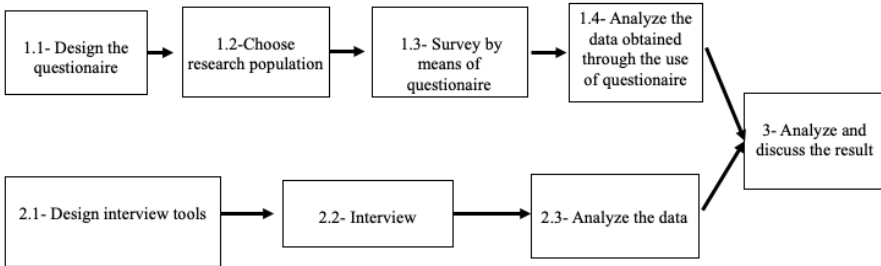 1.1- Design the
questionaire
1.2-Choose
research population
1.3- Survey by
means of
questionaire
1.4- Analyze the
data obtained
through the use
of questionaire
3- Analyze and
discuss the result
2.1- Design interview tools
2.2- Interview
2.3- Analyze the data